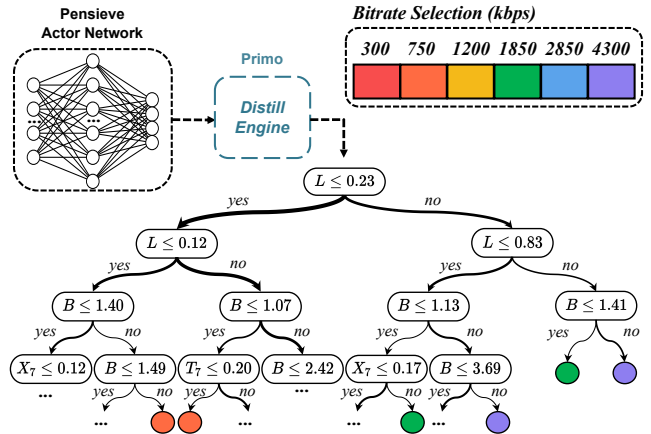 Pensieve
Actor Network
Primo
Distill
Engine
Bitrate Selection (kbps)
300 750 1200 1850 2850 4300
...
...
L ≤ 0.23
yes no
L ≤ 0.12 L ≤ 0.83
yes no yes no
B ≤ 1.40 B ≤ 1.07 B ≤ 1.13 B ≤ 1.41
yes no yes no yes no yes no
X₇ ≤ 0.12 B ≤ 1.49 T₇ ≤ 0.20 B ≤ 2.42 X₇ ≤ 0.17 B ≤ 3.69
... yes no yes no ... yes no yes no
... ... ... ... ...